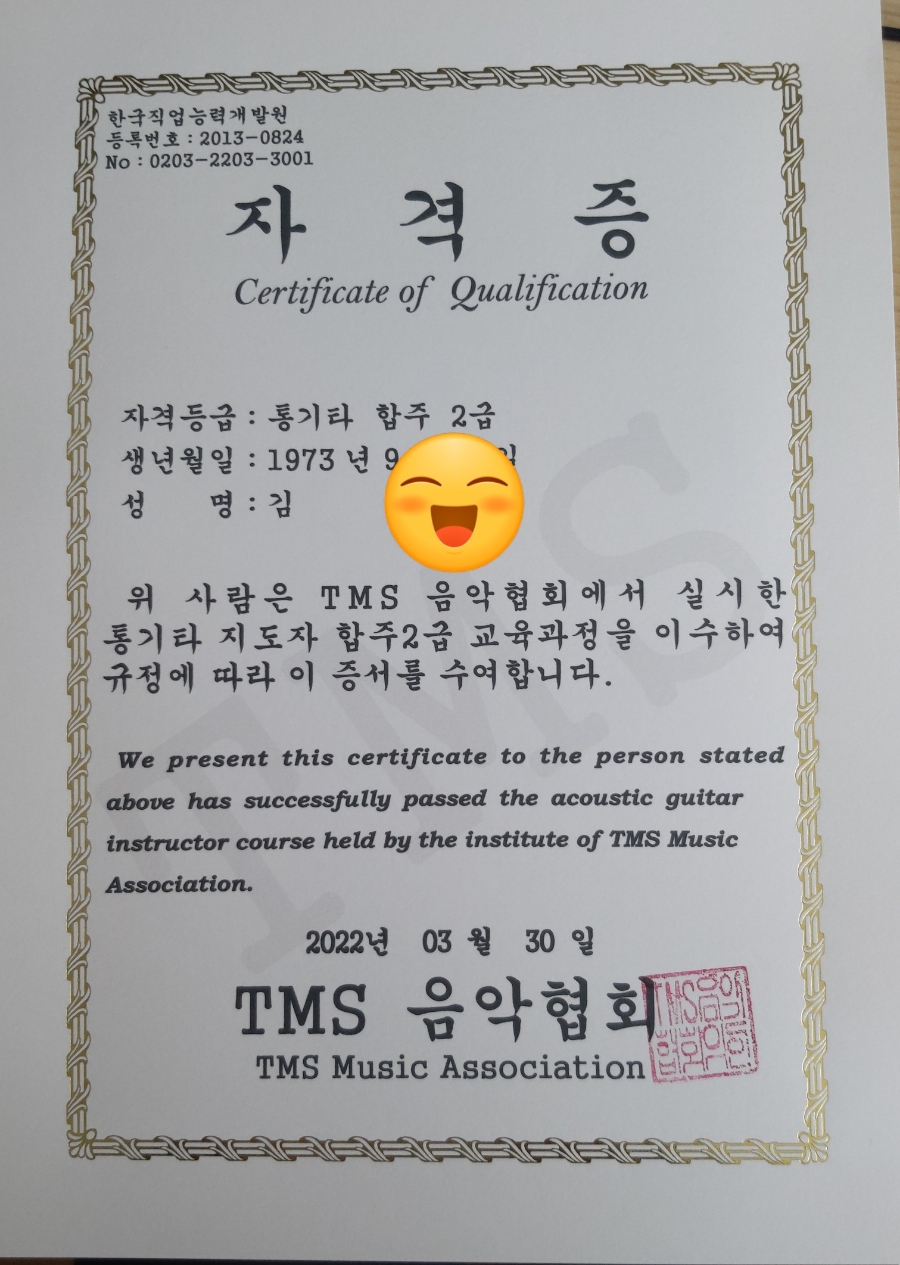 한국직업능력개발원
등록번호 : 2013-0824
No : 0203-2203-3001
자 격 증
Certificate of Qualification
자격등급 : 통기타 합주 2급
생년월일 : 1973 년 9 일
성 명 : 김
위 사람은 TMS 음악협회에서 실시한
통기타 지도자 합주2급 교육과정을 이수하여
규정에 따라 이 증서를 수여합니다.
We present this certificate to the person stated
above has successfully passed the acoustic guitar
instructor course held by the institute of TMS Music
Association.
2022년 03 월 30 일
TMS 음악협회
TMS Music Association
TMS